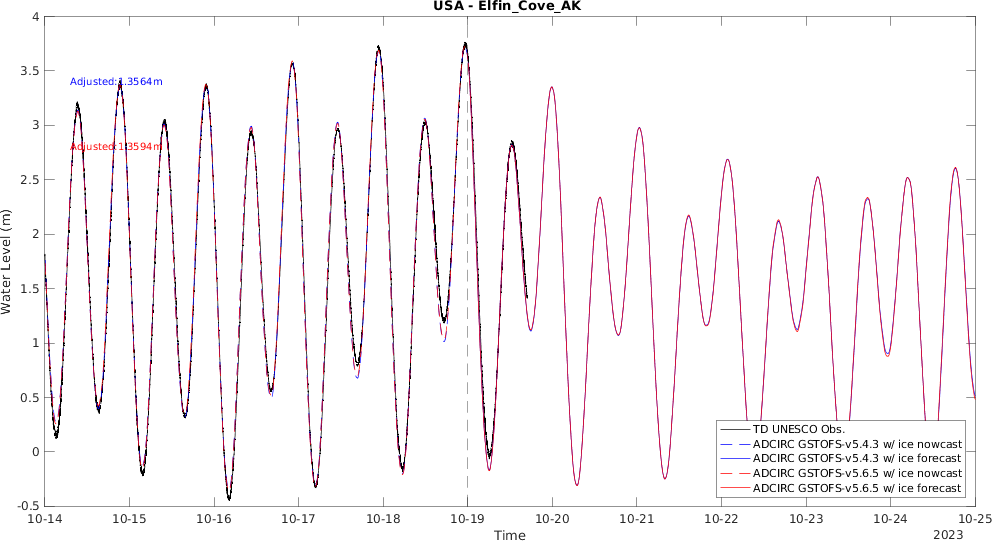 USA - Elfin_Cove_AK
4
3.5
3
2.5
2
1.5
1
0.5
0
-0.5
Water Level (m)
Adjusted:1.3564m
Adjusted:1.3594m
TD UNESCO Obs.
ADCIRC GSTOFS-v5.4.3 w/ ice nowcast
ADCIRC GSTOFS-v5.4.3 w/ ice forecast
ADCIRC GSTOFS-v5.6.5 w/ ice nowcast
ADCIRC GSTOFS-v5.6.5 w/ ice forecast
10-14 10-15 10-16 10-17 10-18 10-19 10-20 10-21 10-22 10-23 10-24 10-25
Time
2023